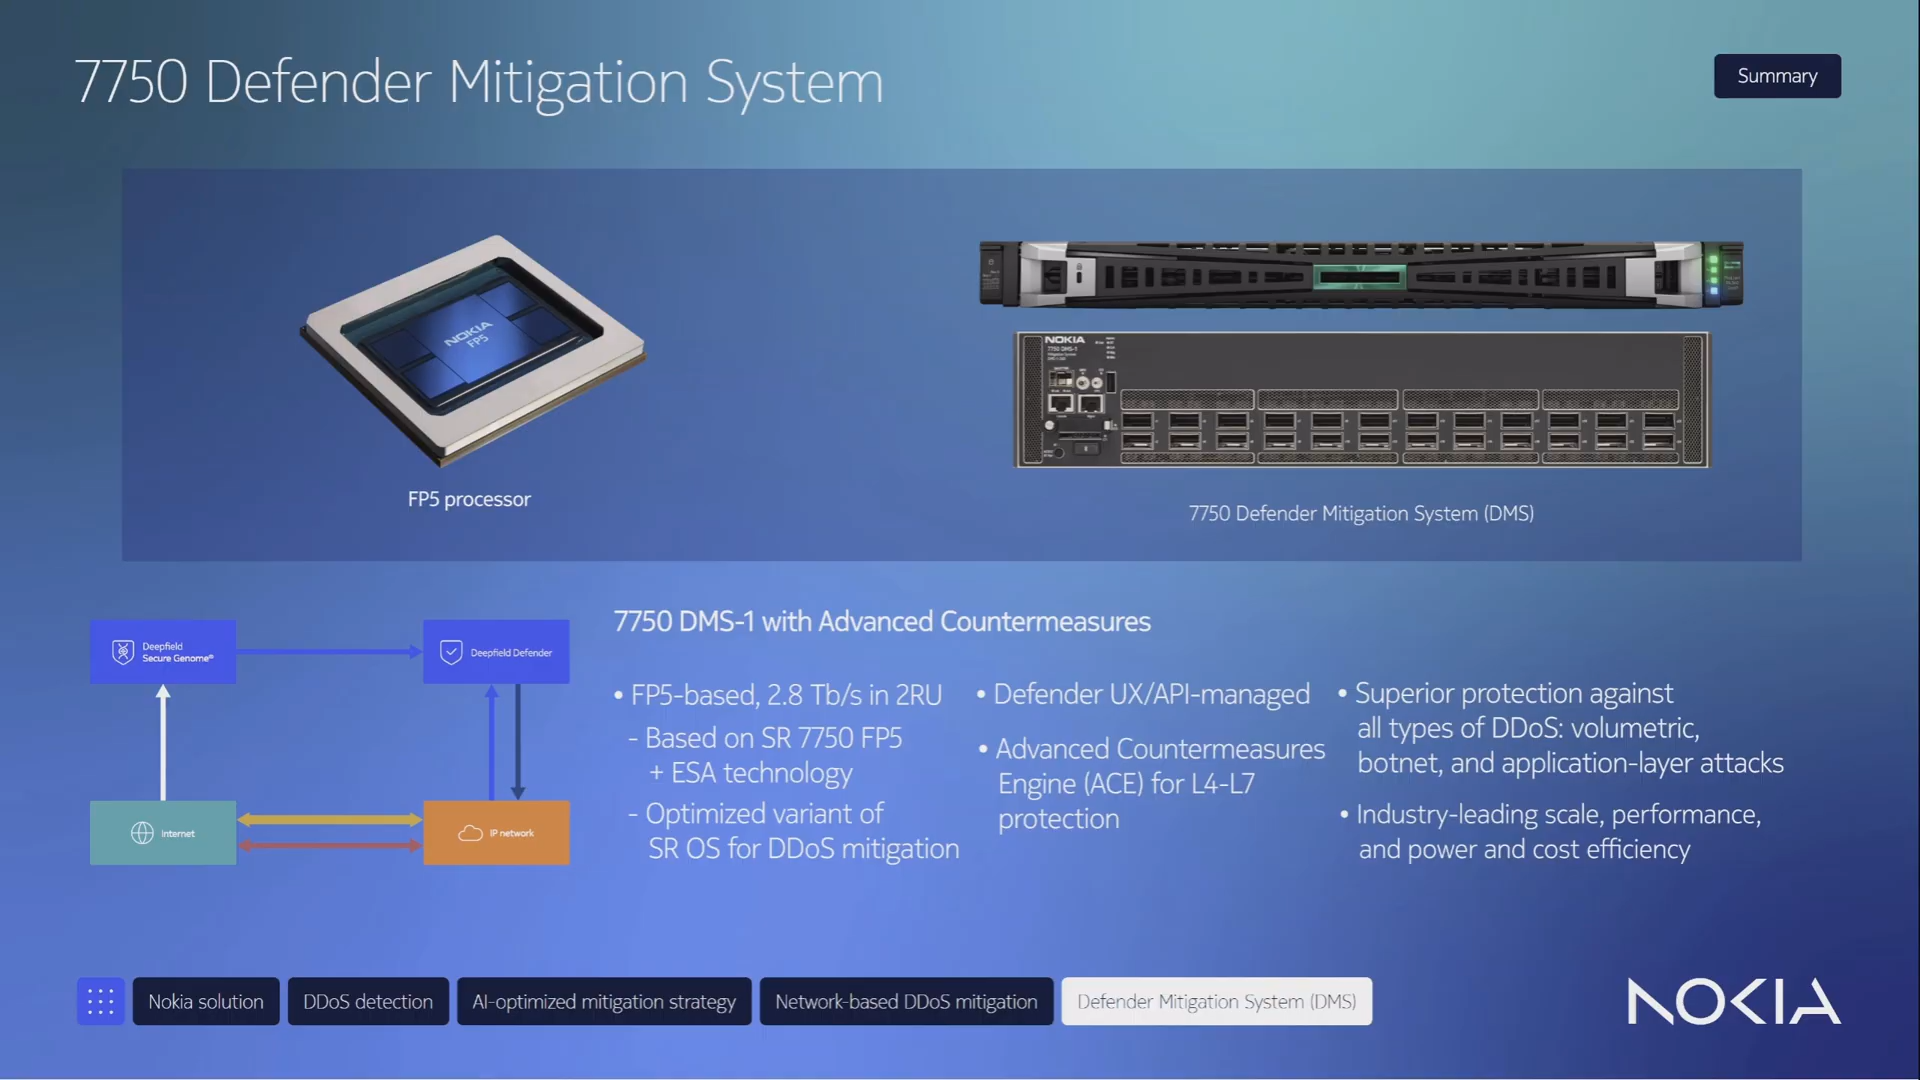 7750 Defender Mitigation System
Summary
NOKIA
FP5
FP5 processor
NOKIA
7750 DMS-1
7750 Defender Mitigation System (DMS)
Deepfield
Secure Genome®
Deepfield Defender
Internet
IP network
7750 DMS-1 with Advanced Countermeasures
• FP5-based, 2.8 Tb/s in 2RU
- Based on SR 7750 FP5
+ ESA technology
- Optimized variant of
SR OS for DDoS mitigation
• Defender UX/API-managed
• Advanced Countermeasures
Engine (ACE) for L4-L7
protection
• Superior protection against
all types of DDoS: volumetric,
botnet, and application-layer attacks
• Industry-leading scale, performance,
and power and cost efficiency
Nokia solution
DDoS detection
AI-optimized mitigation strategy
Network-based DDoS mitigation
Defender Mitigation System (DMS)
NOKIA